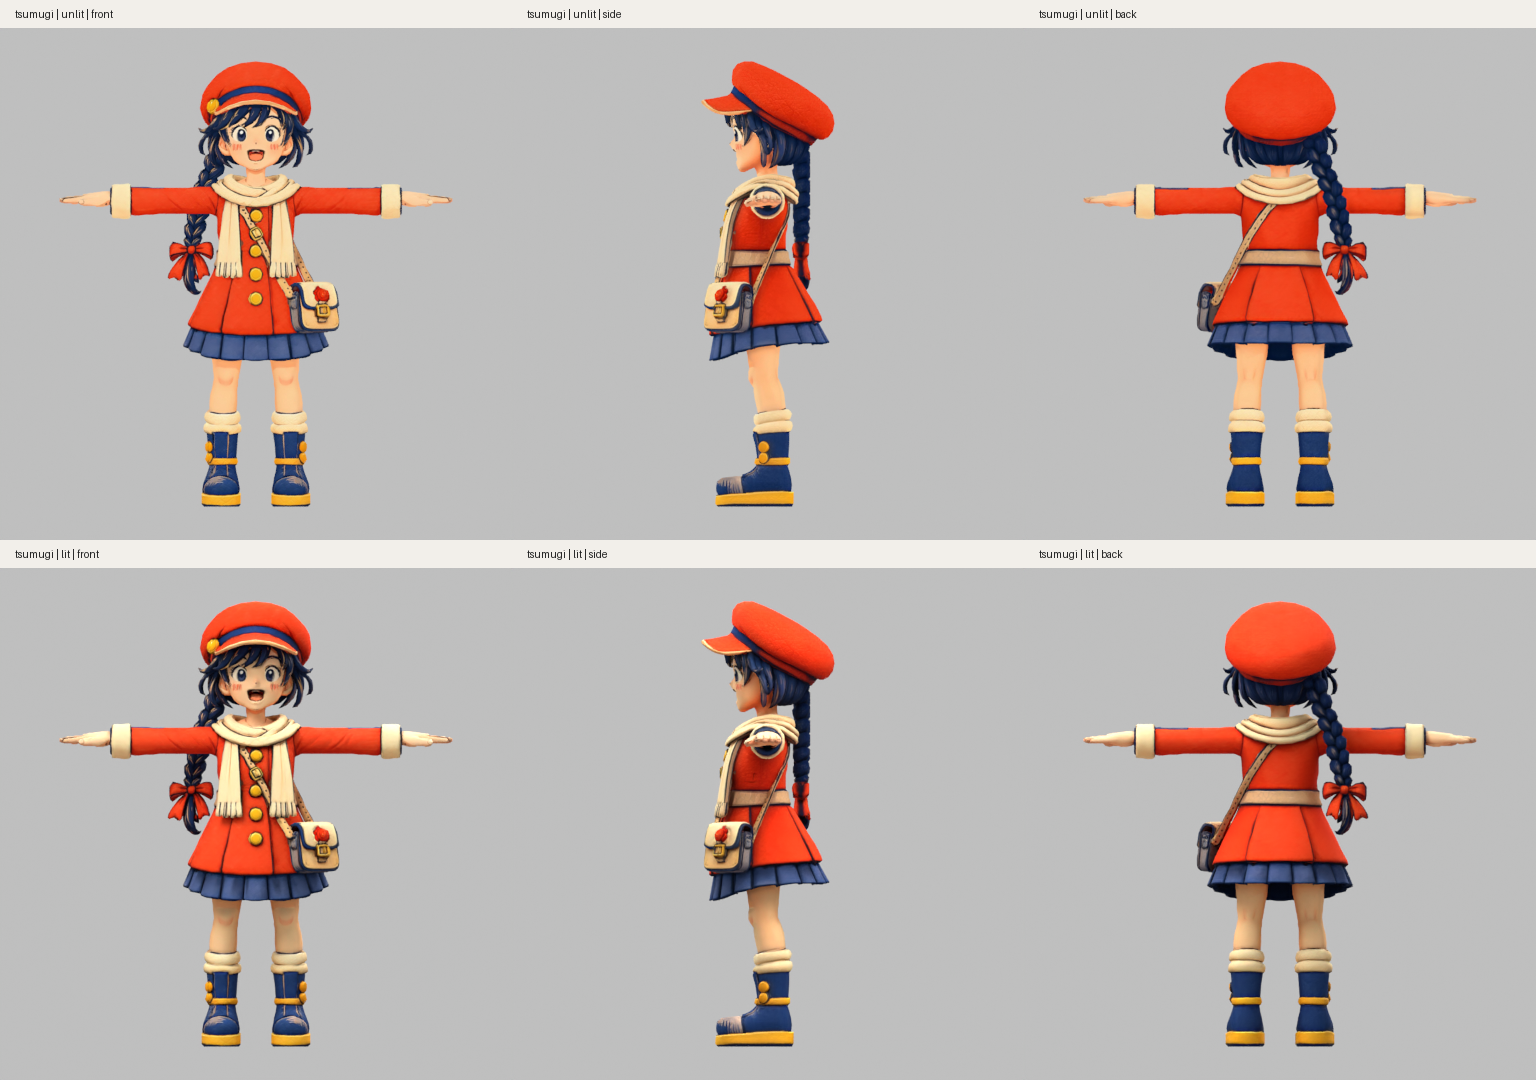 tsumugi | unlit | front
tsumugi | unlit | side
tsumugi | unlit | back
tsumugi | lit | front
tsumugi | lit | side
tsumugi | lit | back